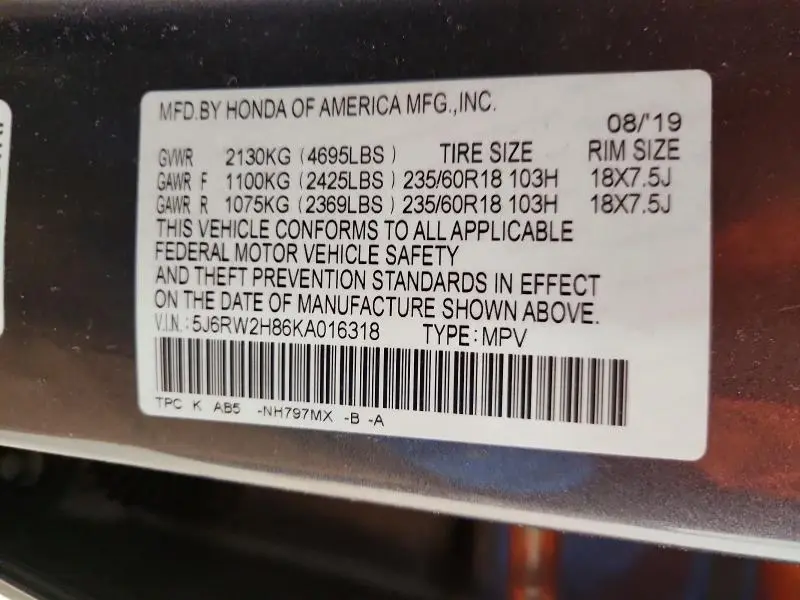 MFD.BY HONDA OF AMERICA MFG.,INC.
08/'19
GVWR 2130KG (4695LBS) TIRE SIZE RIM SIZE
GAWR F 1100KG (2425LBS) 235/60R18 103H 18X7.5J
GAWR R 1075KG (2369LBS) 235/60R18 103H 18X7.5J
THIS VEHICLE CONFORMS TO ALL APPLICABLE
FEDERAL MOTOR VEHICLE SAFETY
AND THEFT PREVENTION STANDARDS IN EFFECT
ON THE DATE OF MANUFACTURE SHOWN ABOVE.
V.I.N.: 5J6RW2H86KA016318 TYPE: MPV
TPC K AB5 -NH797MX -B -A